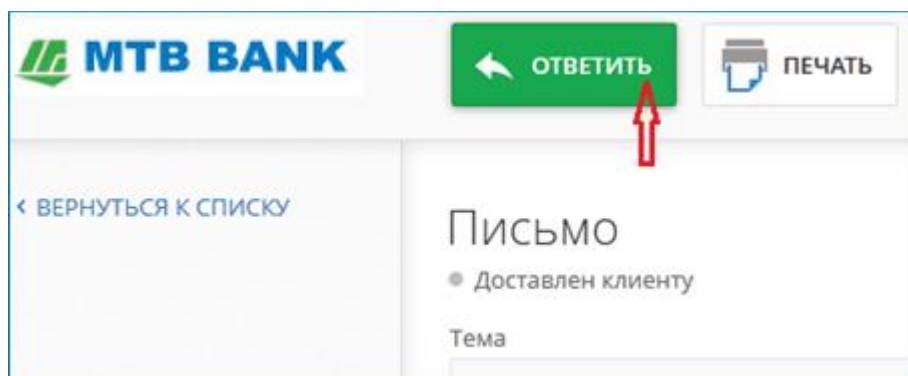 MTB BANK
ОТВЕТИТЬ
ПЕЧАТЬ
‹ ВЕРНУТЬСЯ К СПИСКУ
Письмо
Доставлен клиенту
Тема